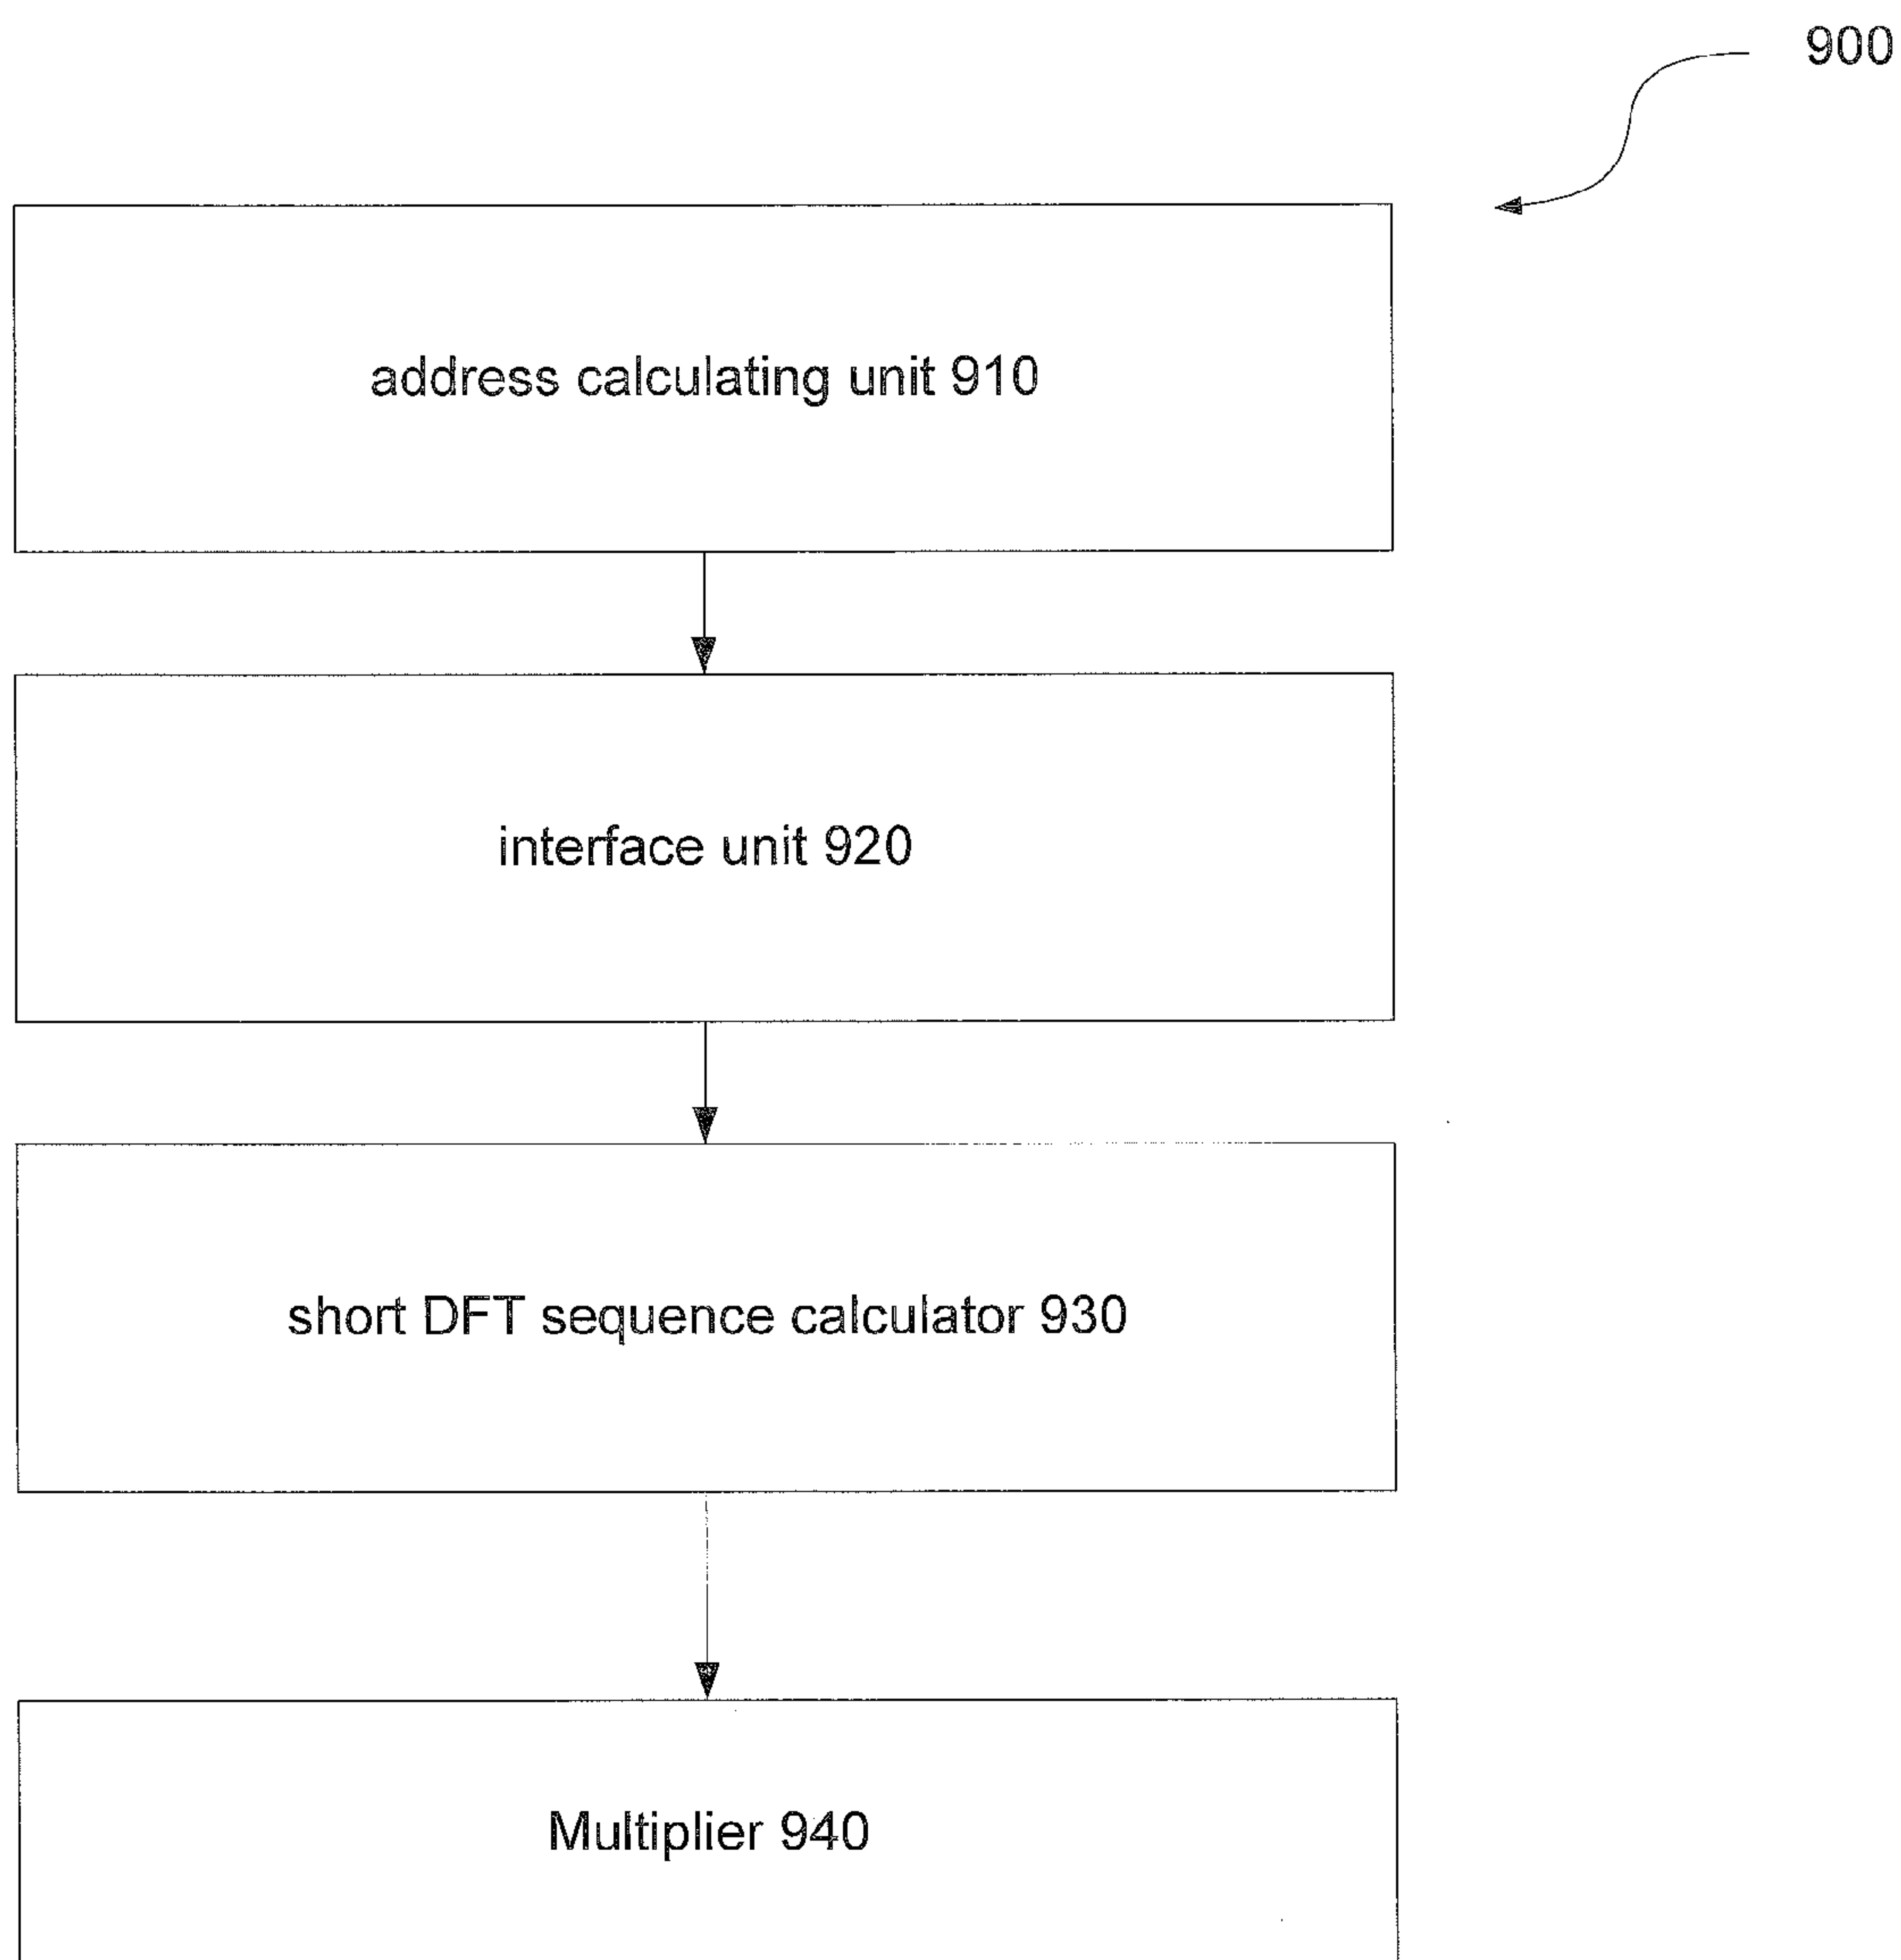 900
address calculating unit 910
interface unit 920
short DFT sequence calculator 930
Multiplier 940